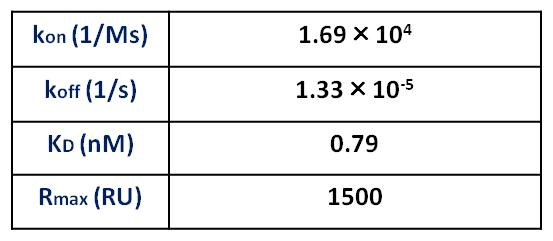 kon (1/Ms) 1.69 × 10⁴
koff (1/s) 1.33 × 10⁻⁵
KD (nM) 0.79
Rmax (RU) 1500